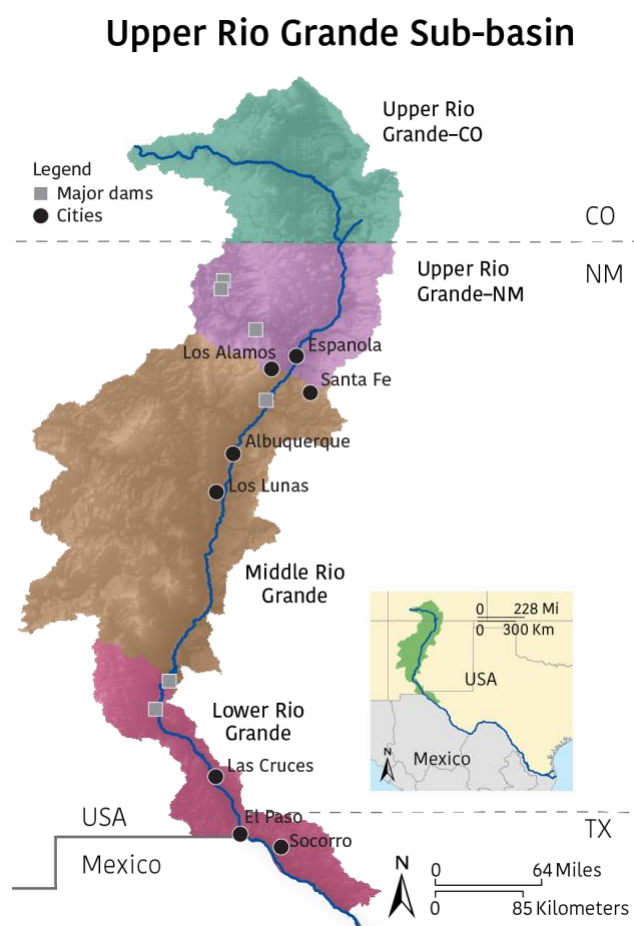 Upper Rio Grande Sub-basin
Upper Rio
Grande–CO
Legend
Major dams
Cities
CO
NM
Upper Rio
Grande–NM
Los Alamos
Espanola
Santa Fe
Albuquerque
Los Lunas
Middle Rio
Grande
0 228 Mi
0 300 Km
USA
Mexico
N
Lower Rio
Grande
Las Cruces
El Paso
Socorro
USA
Mexico
TX
N
0 64 Miles
0 85 Kilometers